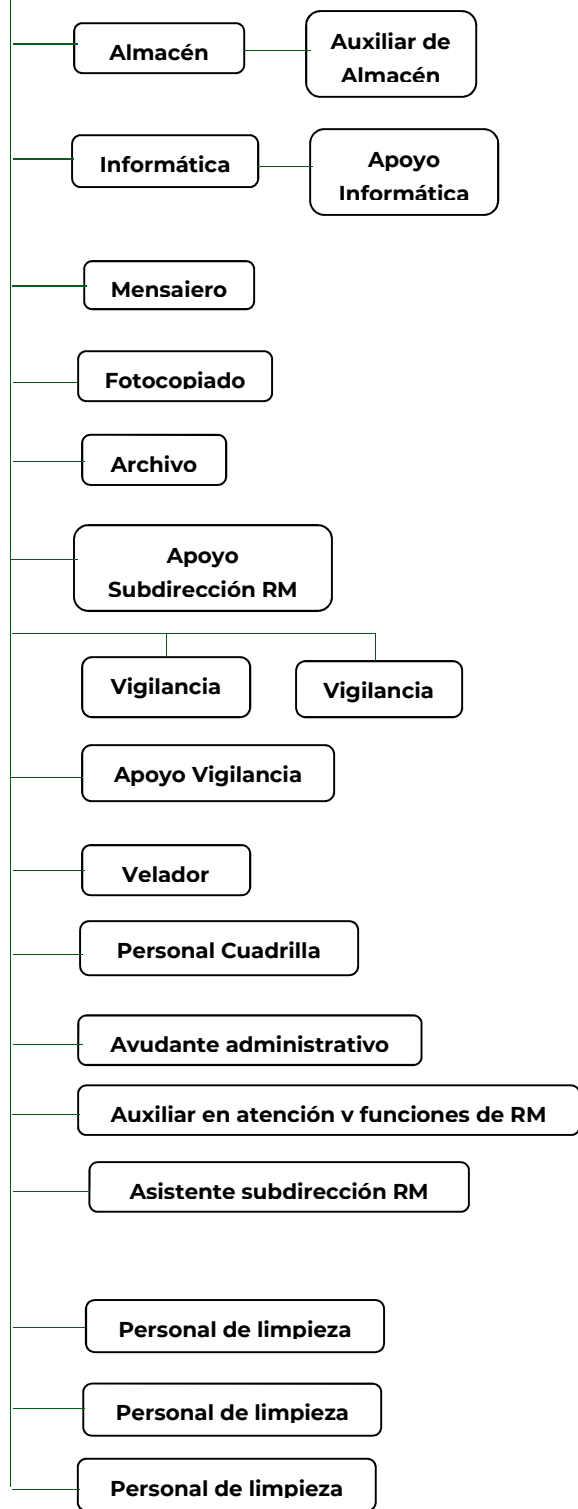 Almacén
Auxiliar de
Almacén
Informática
Apoyo
Informática
Mensajero
Fotocopiado
Archivo
Apoyo
Subdirección RM
Vigilancia
Vigilancia
Apoyo Vigilancia
Velador
Personal Cuadrilla
Ayudante administrativo
Auxiliar en atención y funciones de RM
Asistente subdirección RM
Personal de limpieza
Personal de limpieza
Personal de limpieza